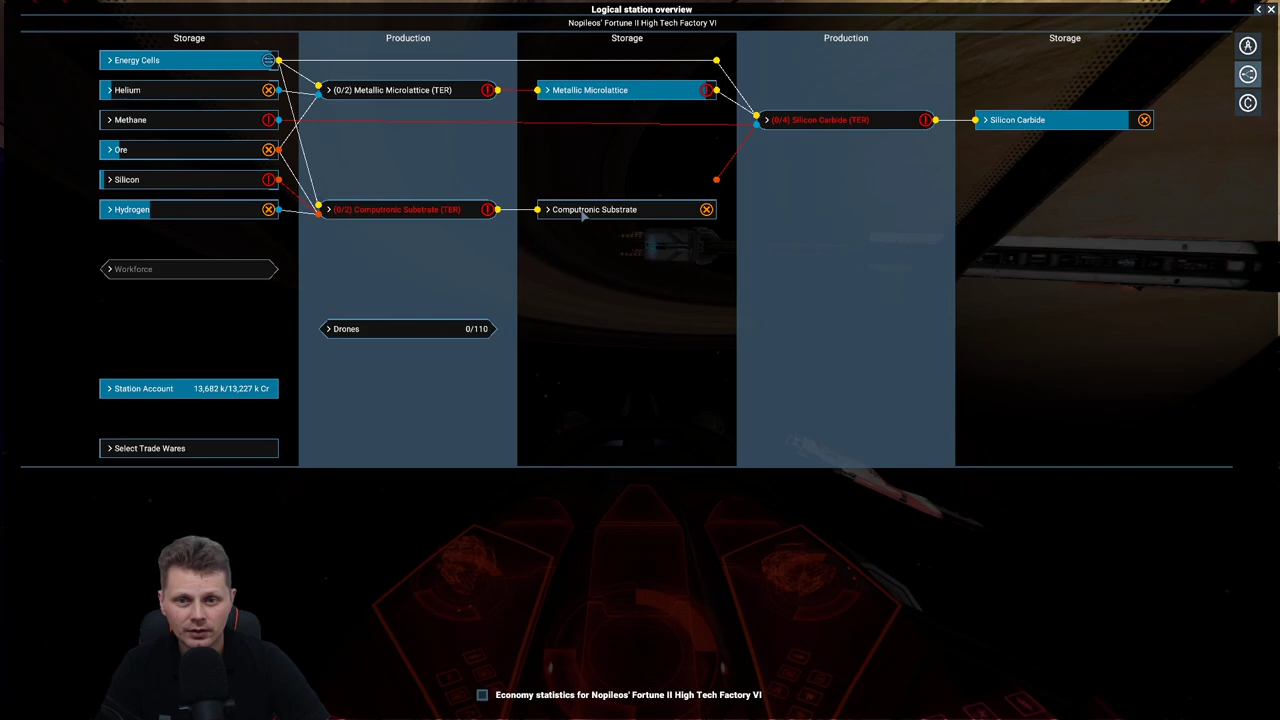 Logical station overview
Nopileos' Fortune II High Tech Factory VI
Storage
Production
Storage
Production
Storage
Energy Cells
Helium
(0/2) Metallic Microlattice (TER)
Metallic Microlattice
Methane
(0/4) Silicon Carbide (TER)
Silicon Carbide
Ore
Silicon
Hydrogen
(0/2) Computronic Substrate (TER)
Computronic Substrate
Workforce
Drones 0/110
Station Account 13,682 k/13,227 k Cr
Select Trade Wares
Economy statistics for Nopileos' Fortune II High Tech Factory VI